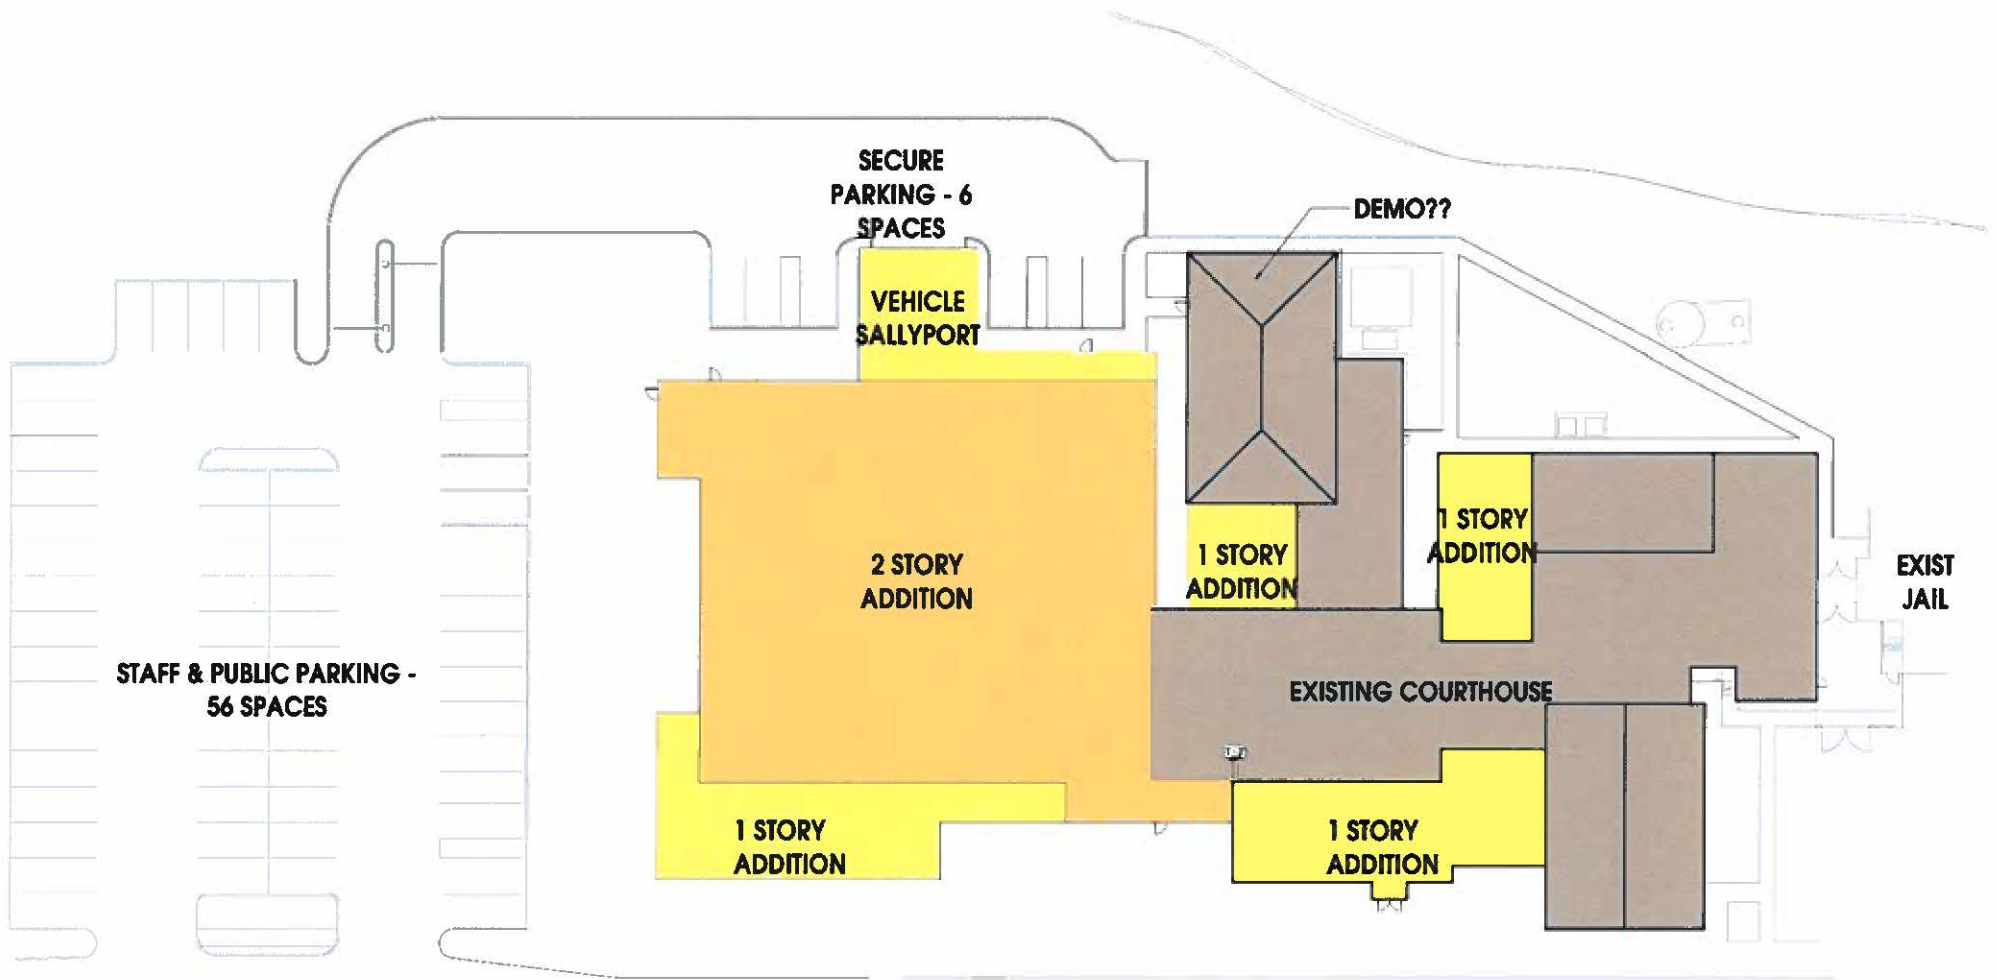 SECURE
PARKING - 6
SPACES
DEMO??
VEHICLE
SALLYPORT
2 STORY
ADDITION
1 STORY
ADDITION
1 STORY
ADDITION
EXIST
JAIL
STAFF & PUBLIC PARKING -
56 SPACES
EXISTING COURTHOUSE
1 STORY
ADDITION
1 STORY
ADDITION